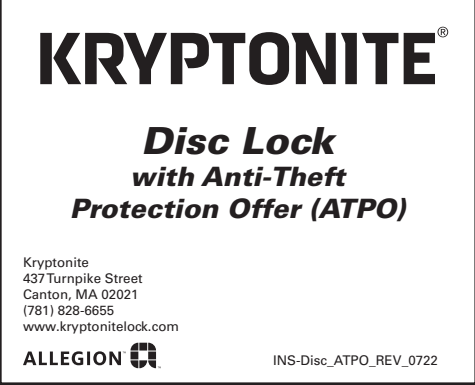 KRYPTONITE®
Disc Lock
with Anti-Theft
Protection Offer (ATPO)
Kryptonite
437 Turnpike Street
Canton, MA 02021
(781) 828-6655
www.kryptonitelock.com
ALLEGION™
INS-Disc_ATPO_REV_0722